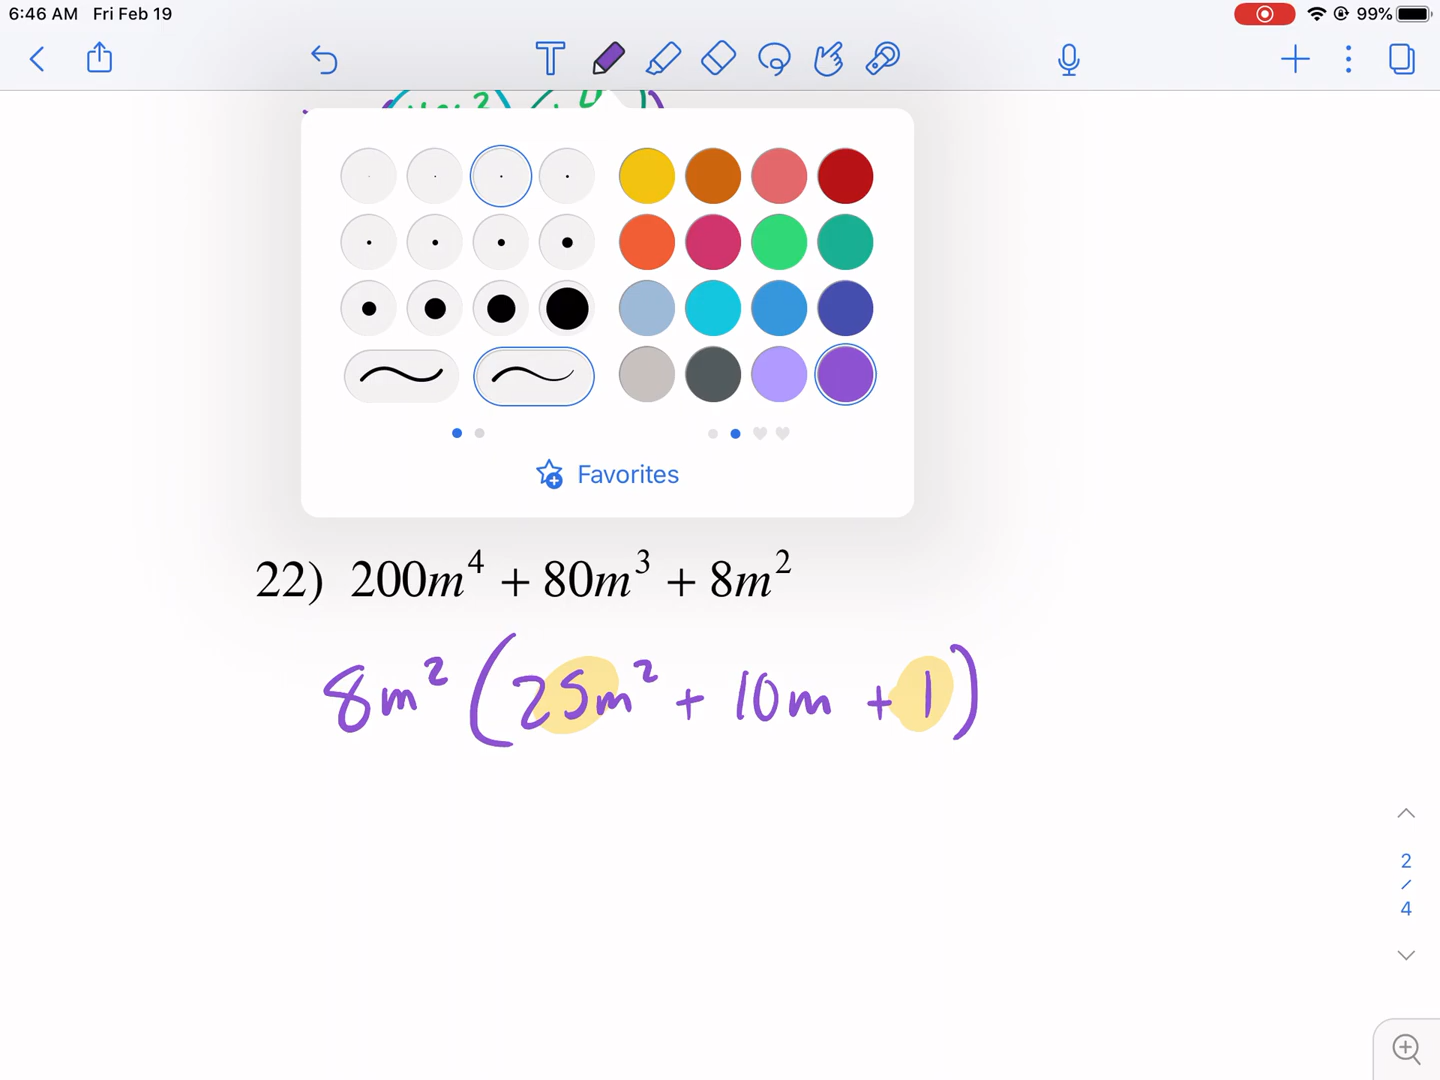 6:46 AM Fri Feb 19
99%
T
Favorites
22) 200m⁴ + 80m³ + 8m²
8m² (25m² + 10m + 1)
2
/
4